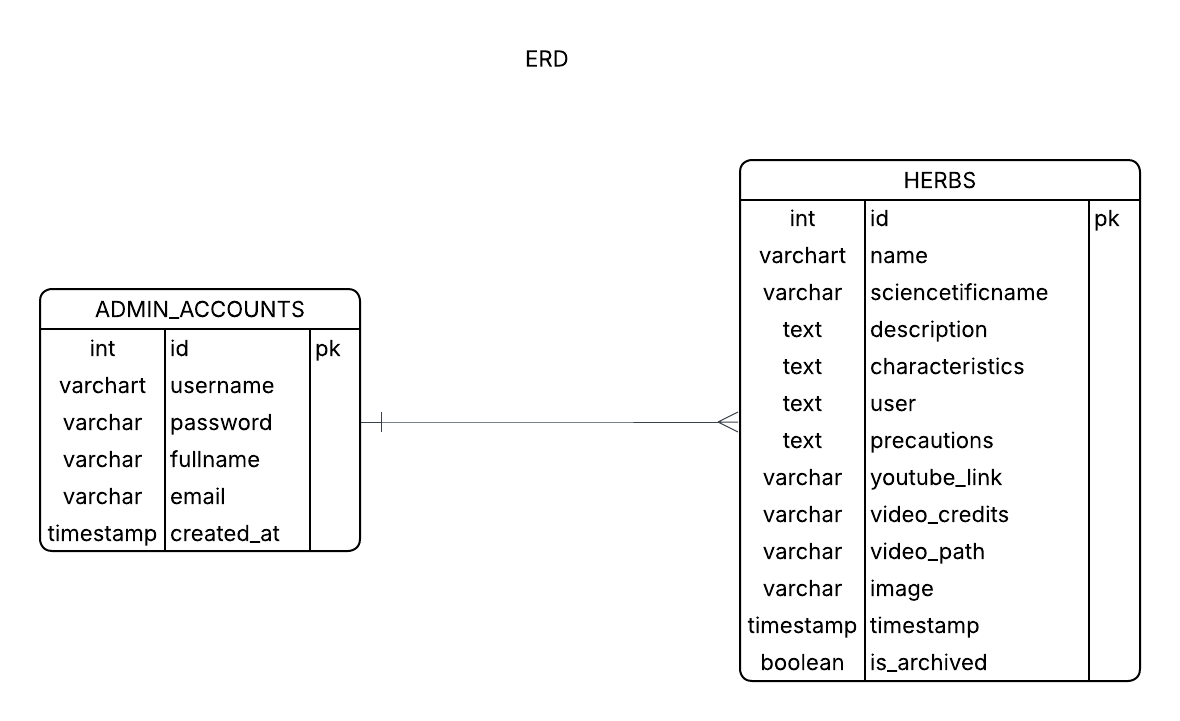 ERD
HERBS
int id pk
varchart name
varchar sciencetificname
text description
text characteristics
text user
text precautions
varchar youtube_link
varchar video_credits
varchar video_path
varchar image
timestamp timestamp
boolean is_archived
ADMIN_ACCOUNTS
int id pk
varchart username
varchar password
varchar fullname
varchar email
timestamp created_at